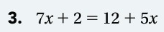 3. 7x + 2 = 12 + 5x